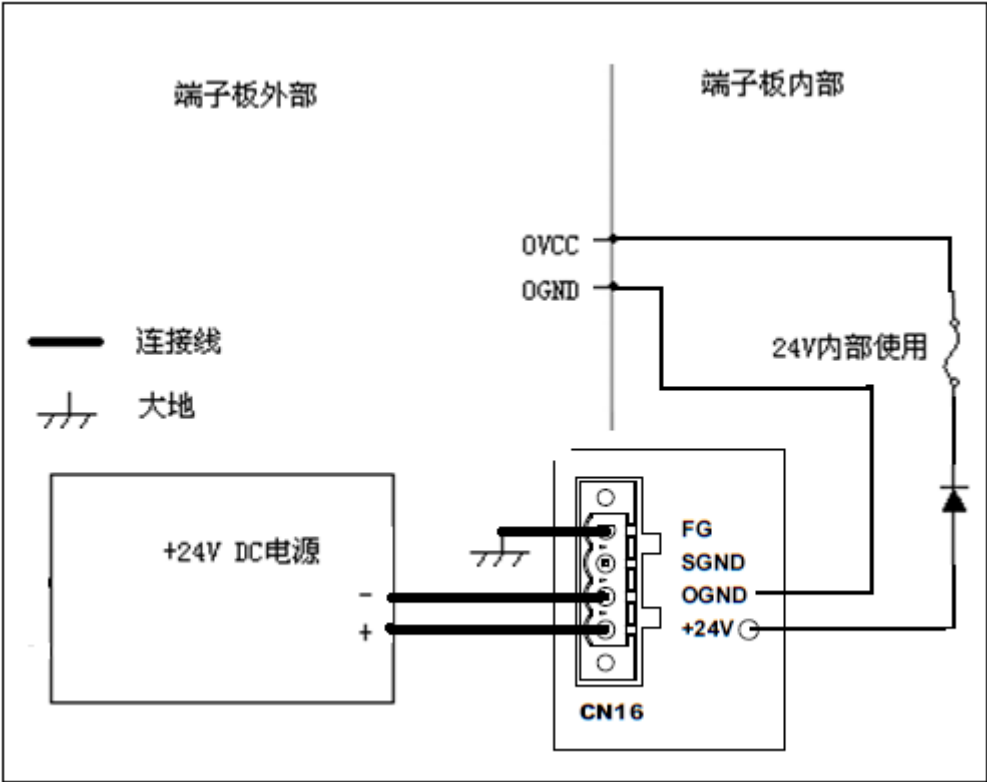 端子板外部
端子板内部
OVCC
OGND
连接线
24V内部使用
大地
+24V DC电源
-
+
FG
SGND
OGND
+24V
CN16